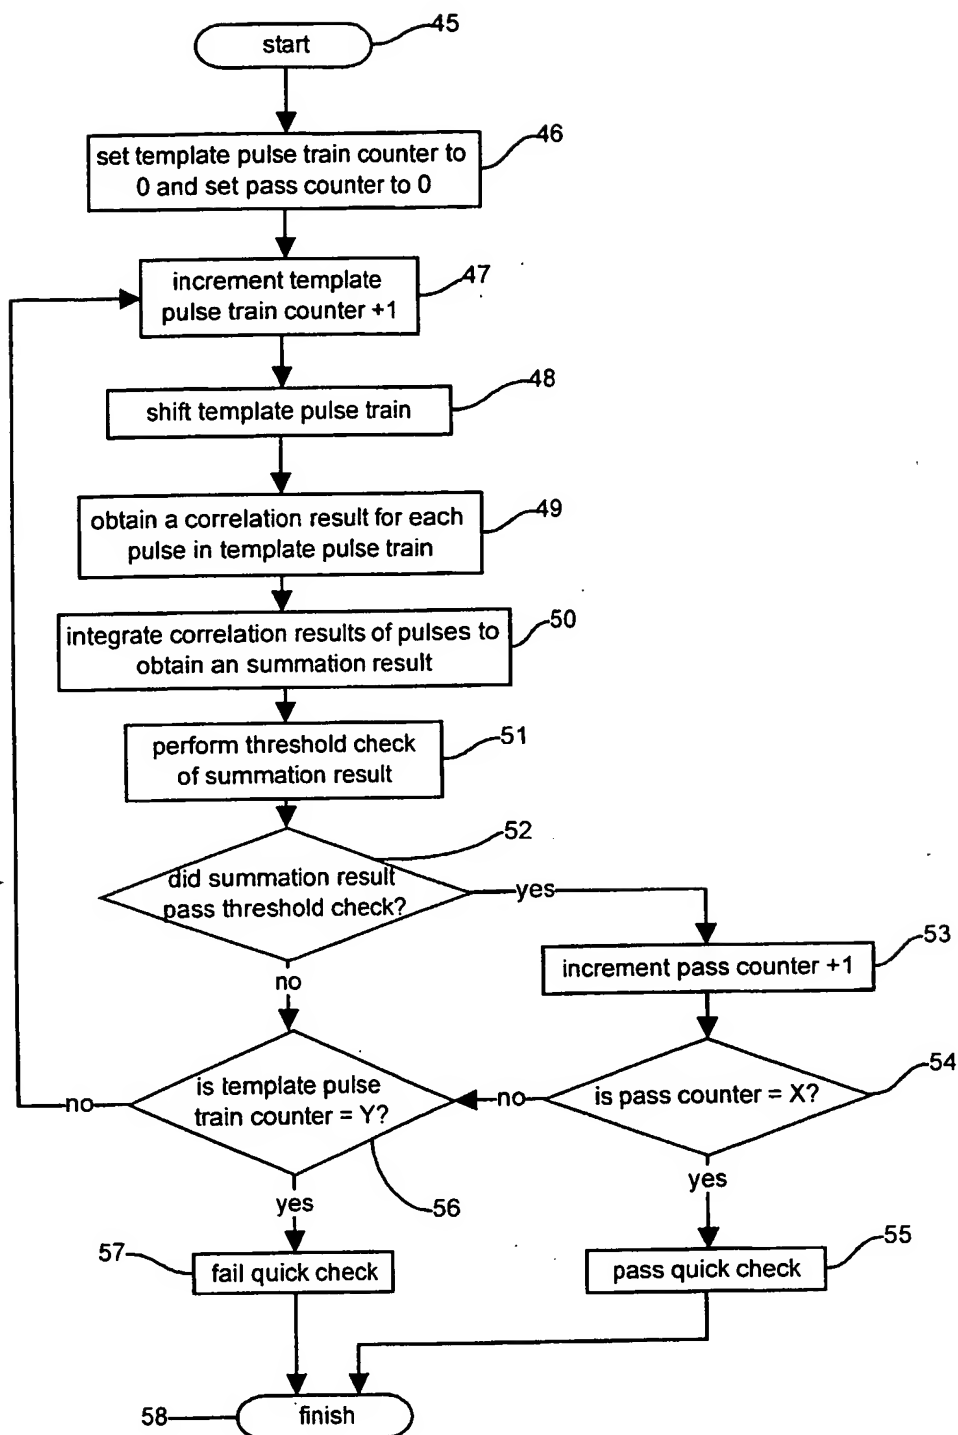 start
45
set template pulse train counter to
0 and set pass counter to 0
46
increment template
pulse train counter +1
47
shift template pulse train
48
obtain a correlation result for each
pulse in template pulse train
49
integrate correlation results of pulses to
obtain an summation result
50
perform threshold check
of summation result
51
did summation result
pass threshold check?
52
yes
no
increment pass counter +1
53
is pass counter = X?
54
no
yes
is template pulse
train counter = Y?
56
no
yes
57
fail quick check
pass quick check
55
58
finish